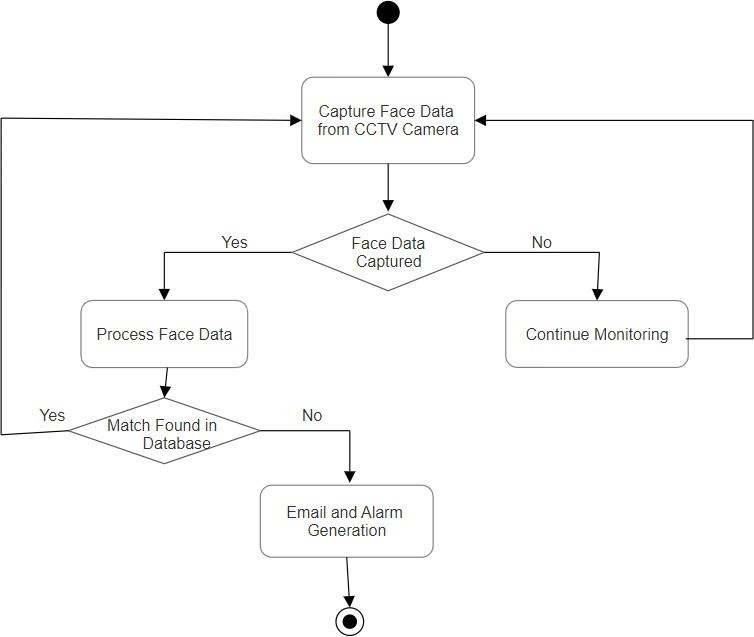 Capture Face Data
from CCTV Camera
Yes
Face Data
Captured
No
Process Face Data
Continue Monitoring
Yes
Match Found in
Database
No
Email and Alarm
Generation